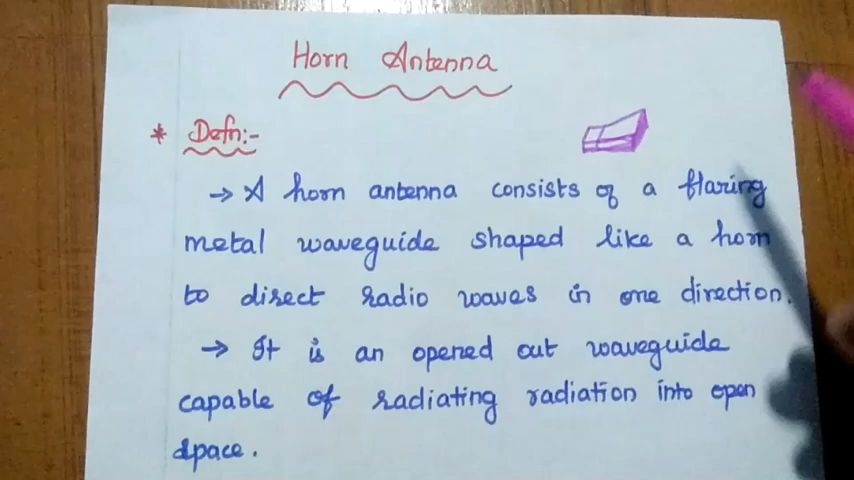 Horn Antenna
* Defn:-
→ A horn antenna consists of a flaring
metal waveguide shaped like a horn
to direct radio waves in one direction.
→ It is an opened out waveguide
capable of radiating radiation into open
space.